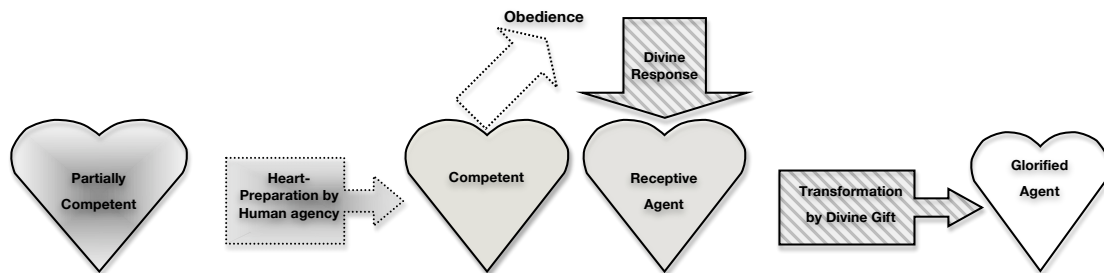 Obedience
Divine
Response
Partially
Competent
Heart-
Preparation by
Human agency
Competent
Receptive
Agent
Transformation
by Divine Gift
Glorified
Agent